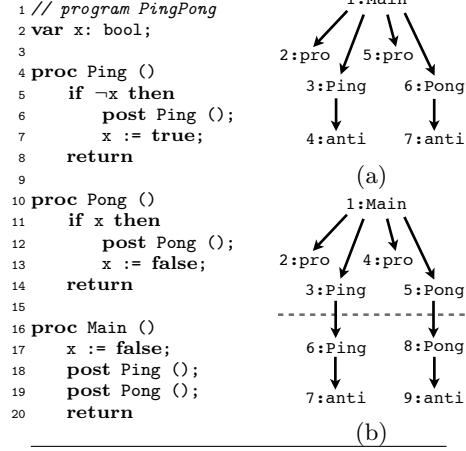 1 // program PingPong
2 var x: bool;
3
4 proc Ping ()
5 if ¬x then
6 post Ping ();
7 x := true;
8 return
9
10 proc Pong ()
11 if x then
12 post Pong ();
13 x := false;
14 return
15
16 proc Main ()
17 x := false;
18 post Ping ();
19 post Pong ();
20 return
1:Main
2:pro 5:pro
3:Ping 6:Pong
4:anti 7:anti
(a)
1:Main
2:pro 4:pro
3:Ping 5:Pong
6:Ping 8:Pong
7:anti 9:anti
(b)